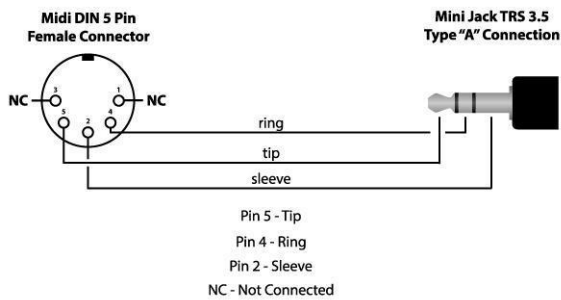 Midi DIN 5 Pin
Female Connector
Mini Jack TRS 3.5
Type “A” Connection
NC
3
1
NC
5
2
4
ring
tip
sleeve
Pin 5 - Tip
Pin 4 - Ring
Pin 2 - Sleeve
NC - Not Connected